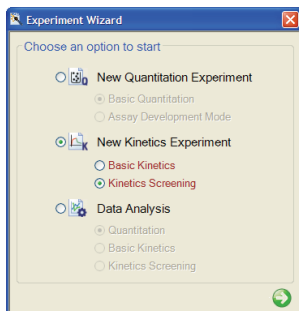 Experiment Wizard
Choose an option to start
Q New Quantitation Experiment
Basic Quantitation
Assay Development Mode
K New Kinetics Experiment
Basic Kinetics
Kinetics Screening
Data Analysis
Quantitation
Basic Kinetics
Kinetics Screening